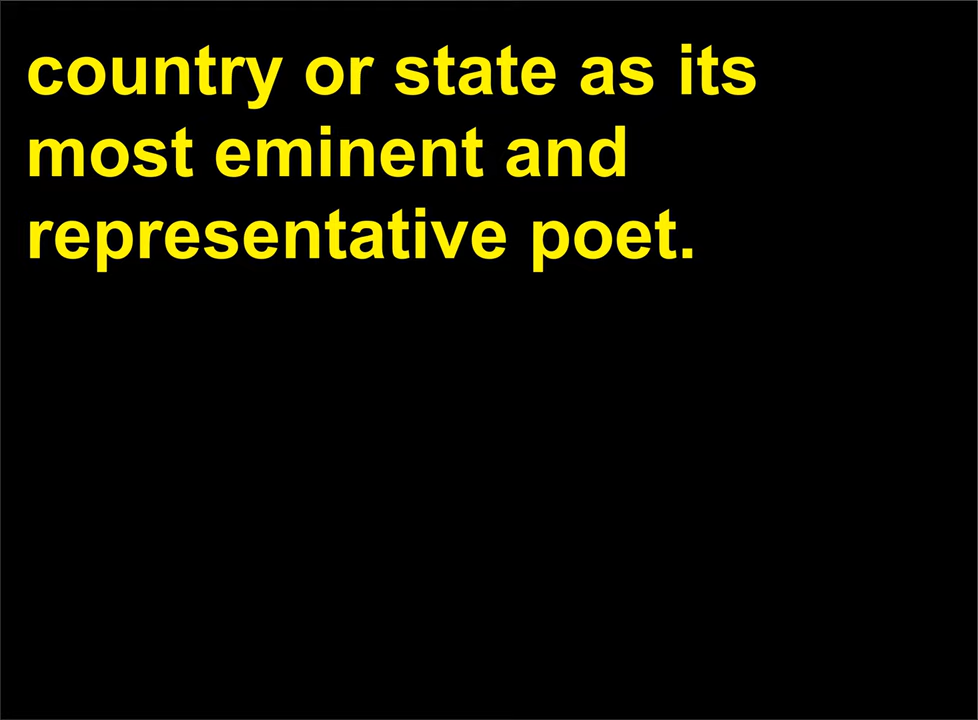 country or state as its
most eminent and
representative poet.